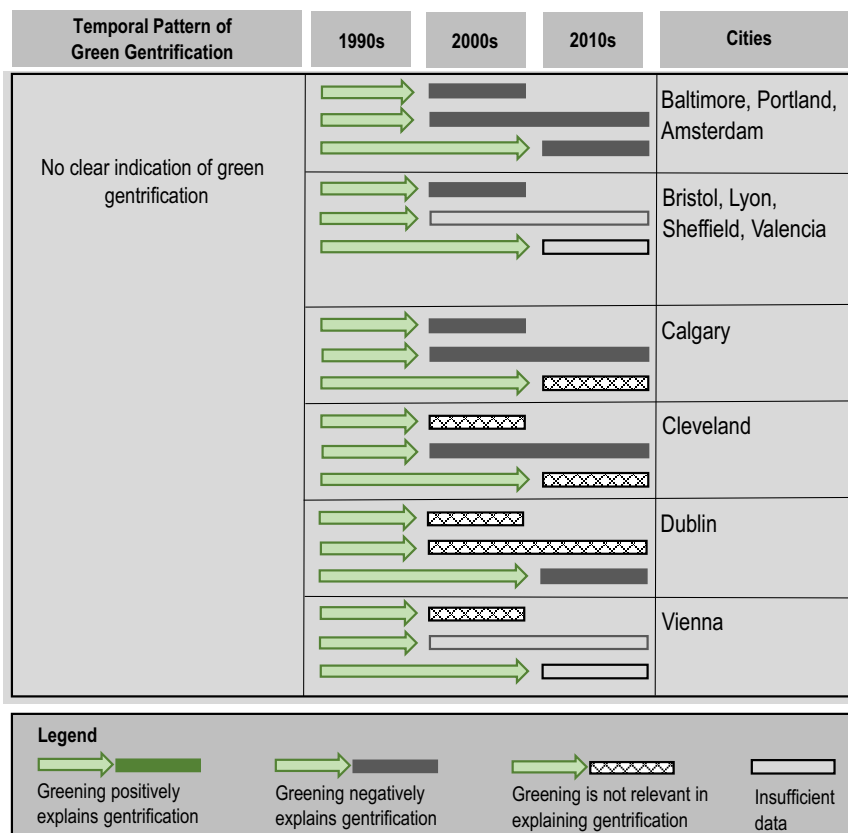 Temporal Pattern of
Green Gentrification
1990s
2000s
2010s
Cities
No clear indication of green
gentrification
Baltimore, Portland,
Amsterdam
Bristol, Lyon,
Sheffield, Valencia
Calgary
Cleveland
Dublin
Vienna
Legend
Greening positively
explains gentrification
Greening negatively
explains gentrification
Greening is not relevant in
explaining gentrification
Insufficient
data